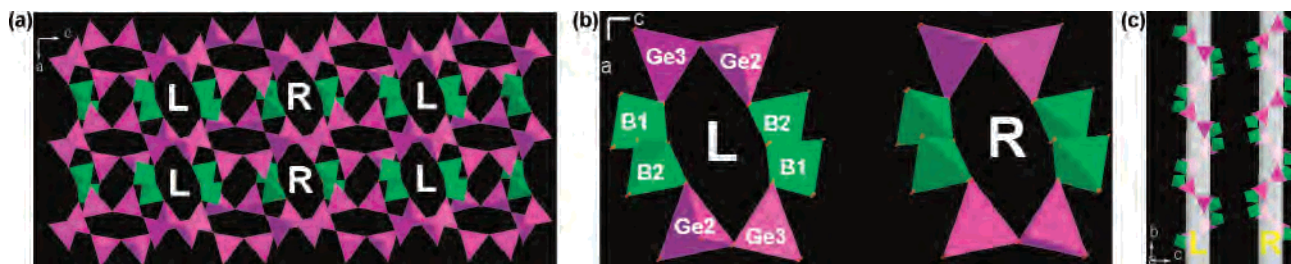 (a)
c
a
L R L
L R L
(b)
c
a
Ge3 Ge2
B1 B2
L
B2 B1
Ge2 Ge3
R
(c)
b
a c
L R